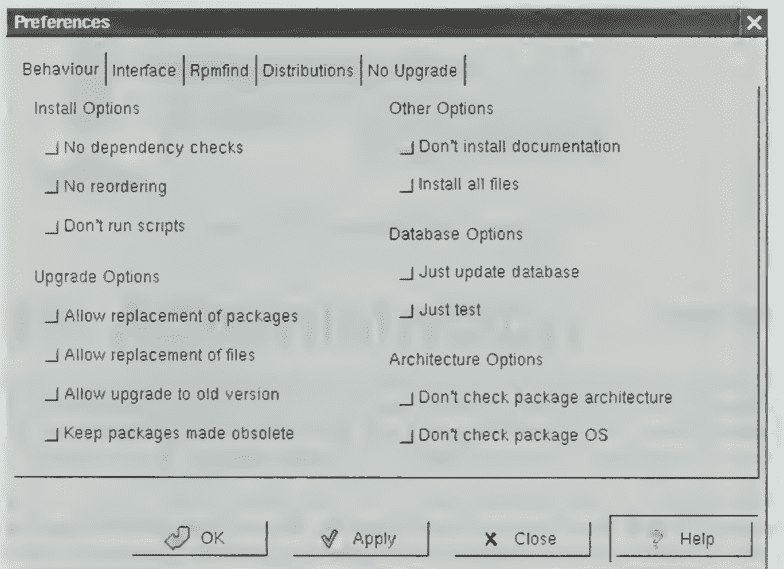 Preferences
Behaviour Interface Rpmfind Distributions No Upgrade
Install Options
No dependency checks
No reordering
Don't run scripts
Upgrade Options
Allow replacement of packages
Allow replacement of files
Allow upgrade to old version
Keep packages made obsolete
Other Options
Don't install documentation
Install all files
Database Options
Just update database
Just test
Architecture Options
Don't check package architecture
Don't check package OS
OK Apply Close Help